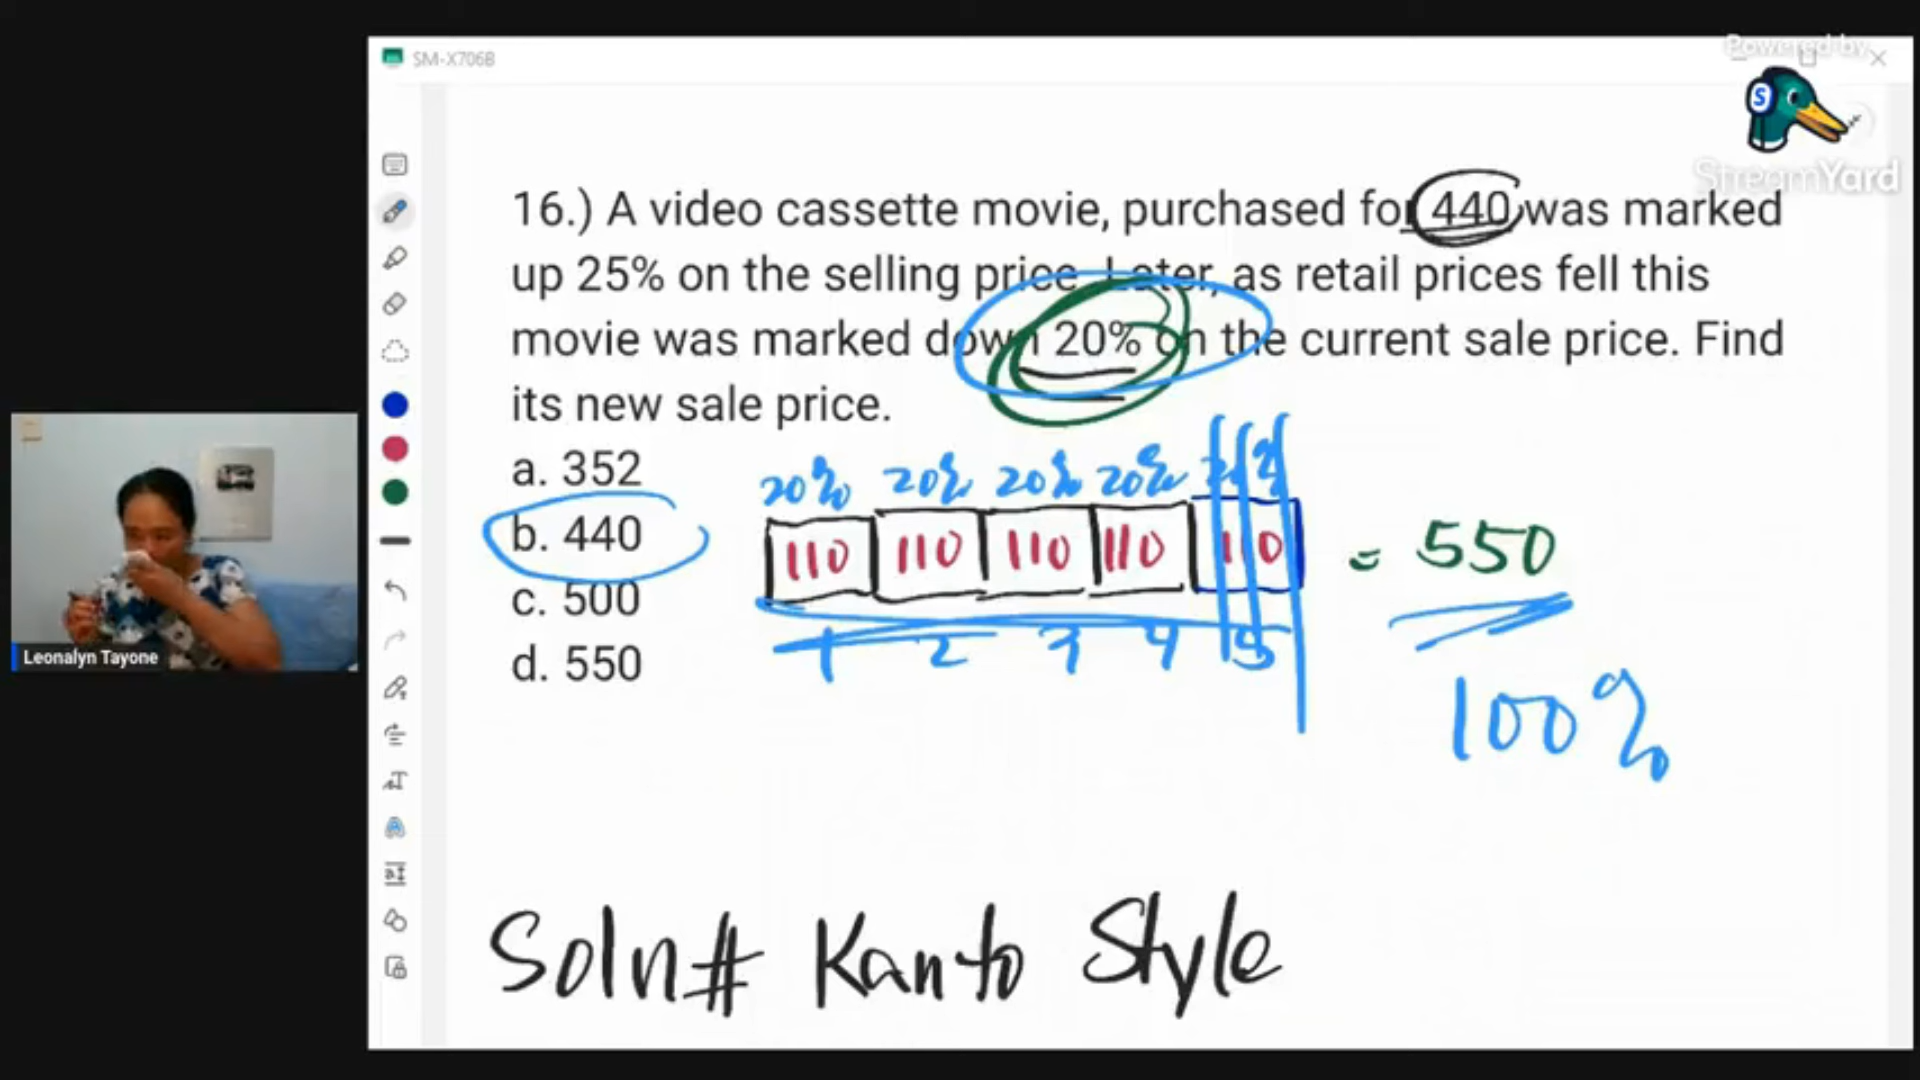 SM-X706B
Powered by
StreamYard
16.) A video cassette movie, purchased for 440 was marked
up 25% on the selling price. Later, as retail prices fell this
movie was marked down 20% on the current sale price. Find
its new sale price.
a. 352
b. 440
c. 500
d. 550
20% 20% 20% 20%
110 110 110 110 110 = 550
1 2 3 4 5
100%
Soln# Kanto Style
Leonalyn Tayone